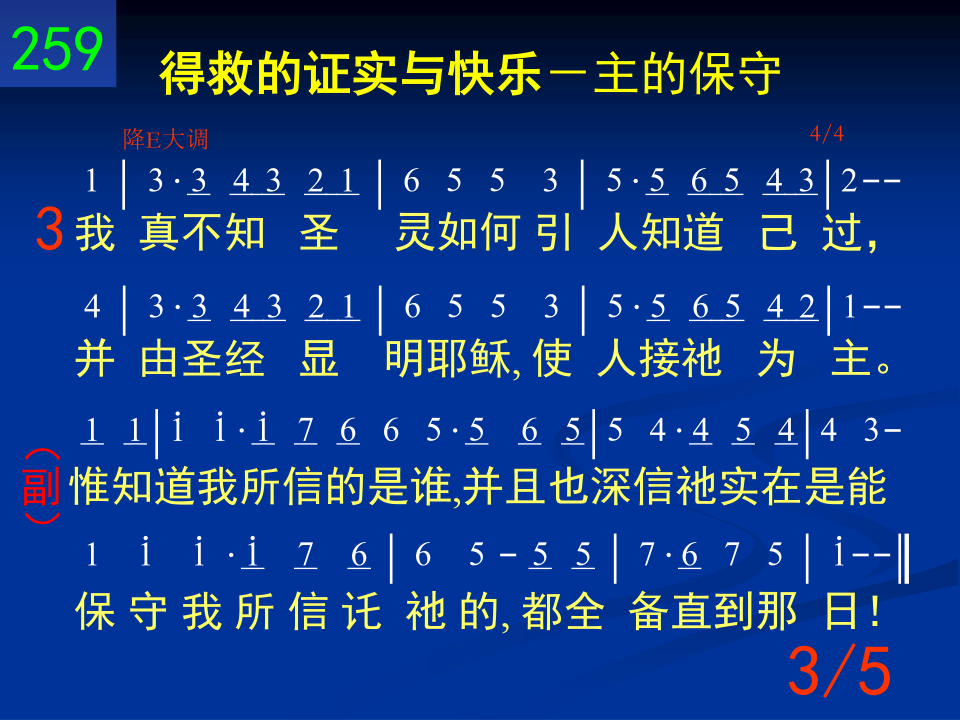 259
得救的证实与快乐－主的保守
降E大调 4/4
1 | 3 · 3 4 3 2 1 | 6 5 5 3 | 5 · 5 6 5 4 3 | 2 - -
3 我 真不知 圣 灵如何 引 人知道 己 过，
4 | 3 · 3 4 3 2 1 | 6 5 5 3 | 5 · 5 6 5 4 2 | 1 - -
并 由圣经 显 明耶稣, 使 人接祂 为 主。
1 1 | i i · i 7 6 6 5 · 5 6 5 | 5 4 · 4 5 4 | 4 3 -
（副） 惟知道我所信的是谁,并且也深信祂实在是能
1 i i · i 7 6 | 6 5 - 5 5 | 7 · 6 7 5 | i - - ‖
保 守 我 所 信 讬 祂 的, 都全 备直到那 日！
3/5